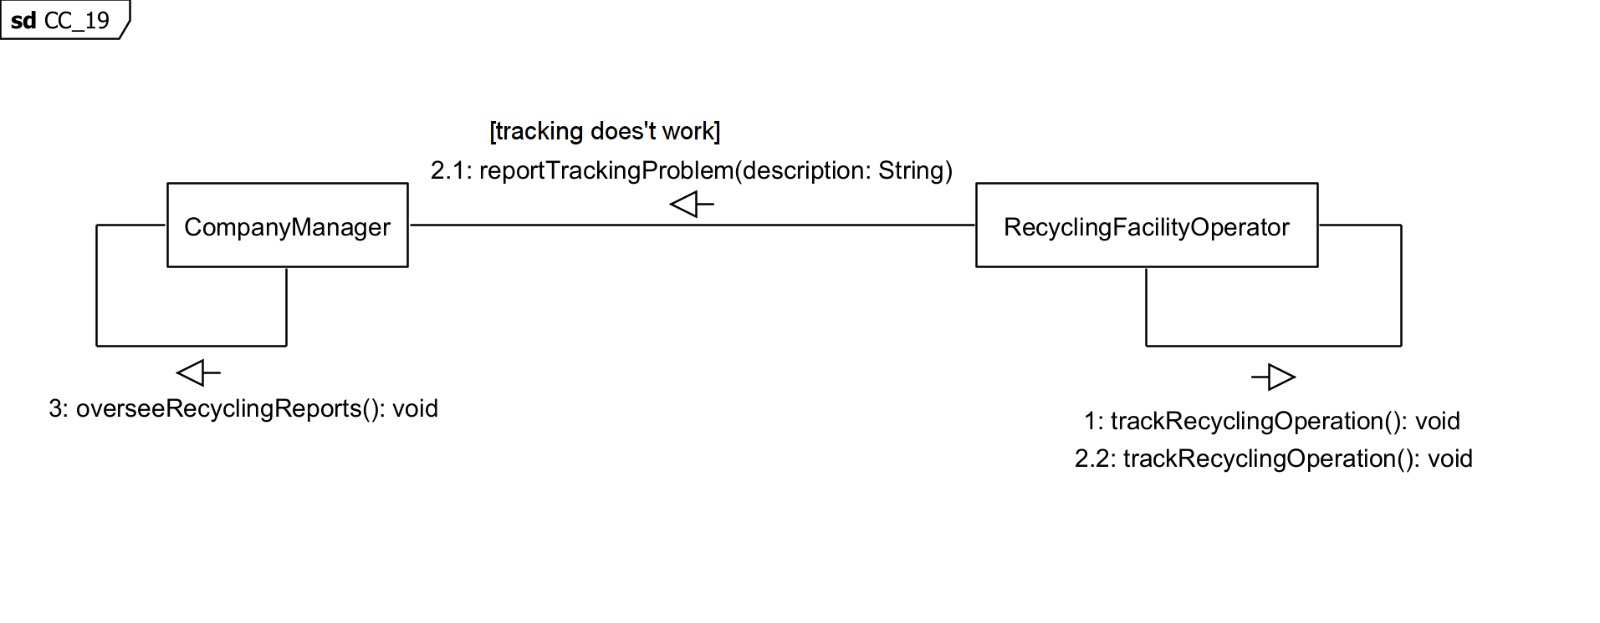 sd CC_19
[tracking does't work]
2.1: reportTrackingProblem(description: String)
CompanyManager
RecyclingFacilityOperator
3: overseeRecyclingReports(): void
1: trackRecyclingOperation(): void
2.2: trackRecyclingOperation(): void